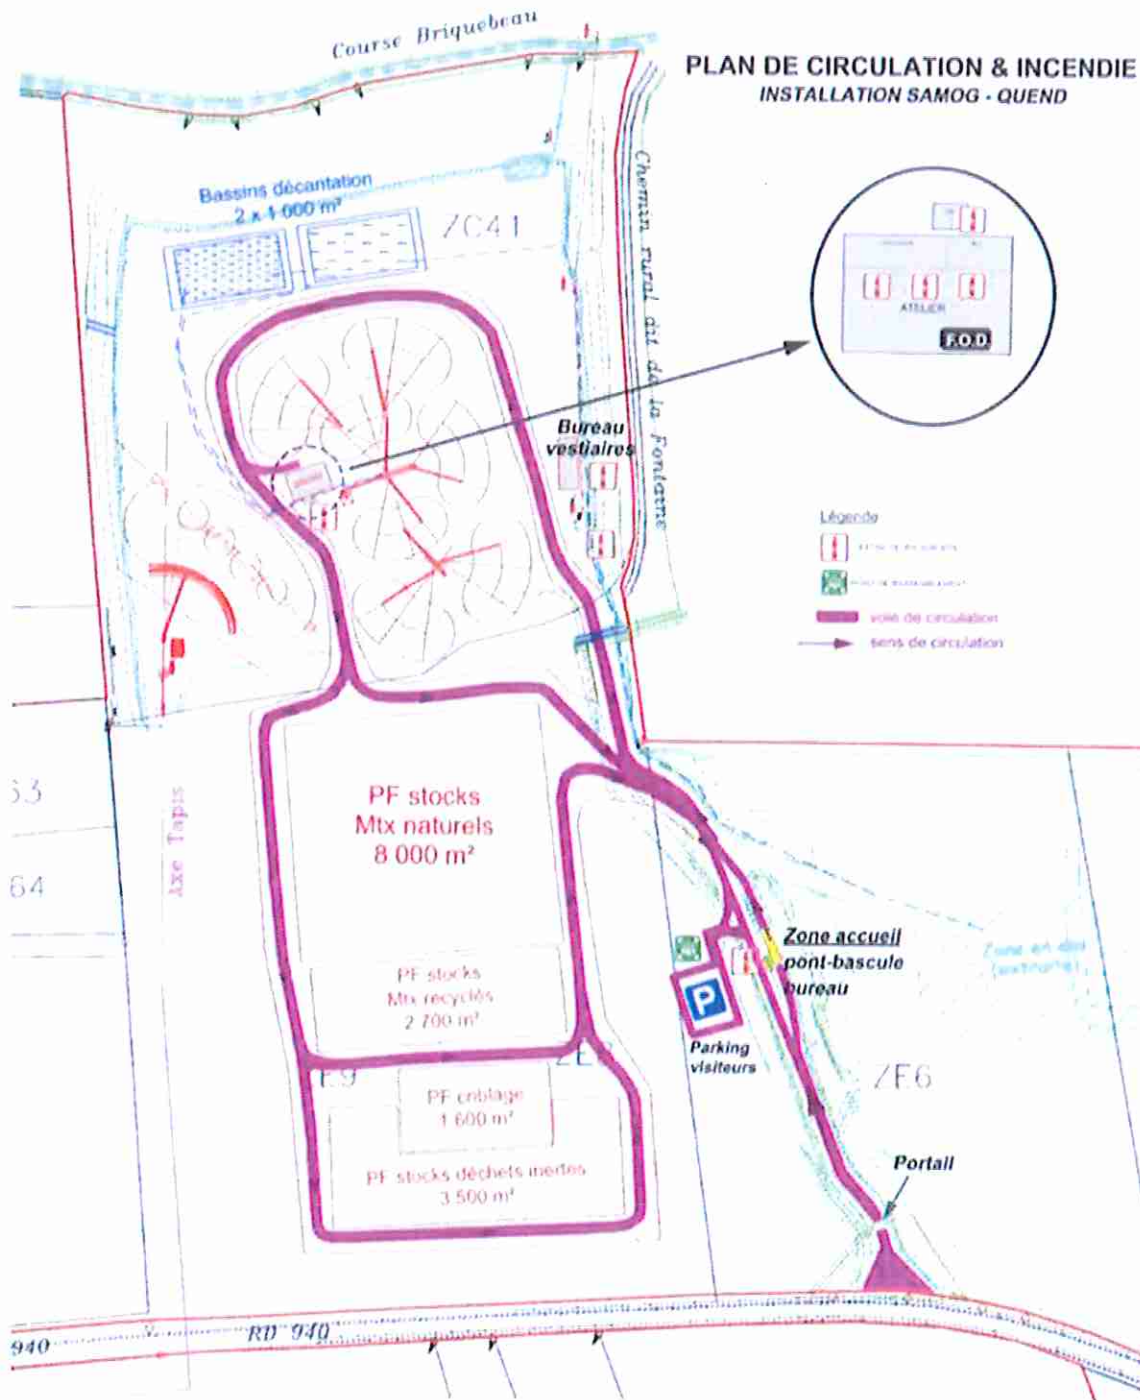 Course Briquebeau
PLAN DE CIRCULATION & INCENDIE
INSTALLATION SAMOG - QUEND
Bassins décantation
2 x 1 000 m²
ZC41
Chemin rural dit de la Fontaine
ATELIER
F.O.D
Bureau
vestiaires
Légende
voie de circulation
sens de circulation
53
64
Axe Tapis
PF stocks
Mtx naturels
8 000 m²
PF stocks
Mtx recyclés
2 700 m²
PF criblage
1 600 m²
PF stocks déchets inertes
3 500 m²
Zone accueil
pont-bascule
bureau
P
Parking
visiteurs
ZE6
Portail
940
RD 940